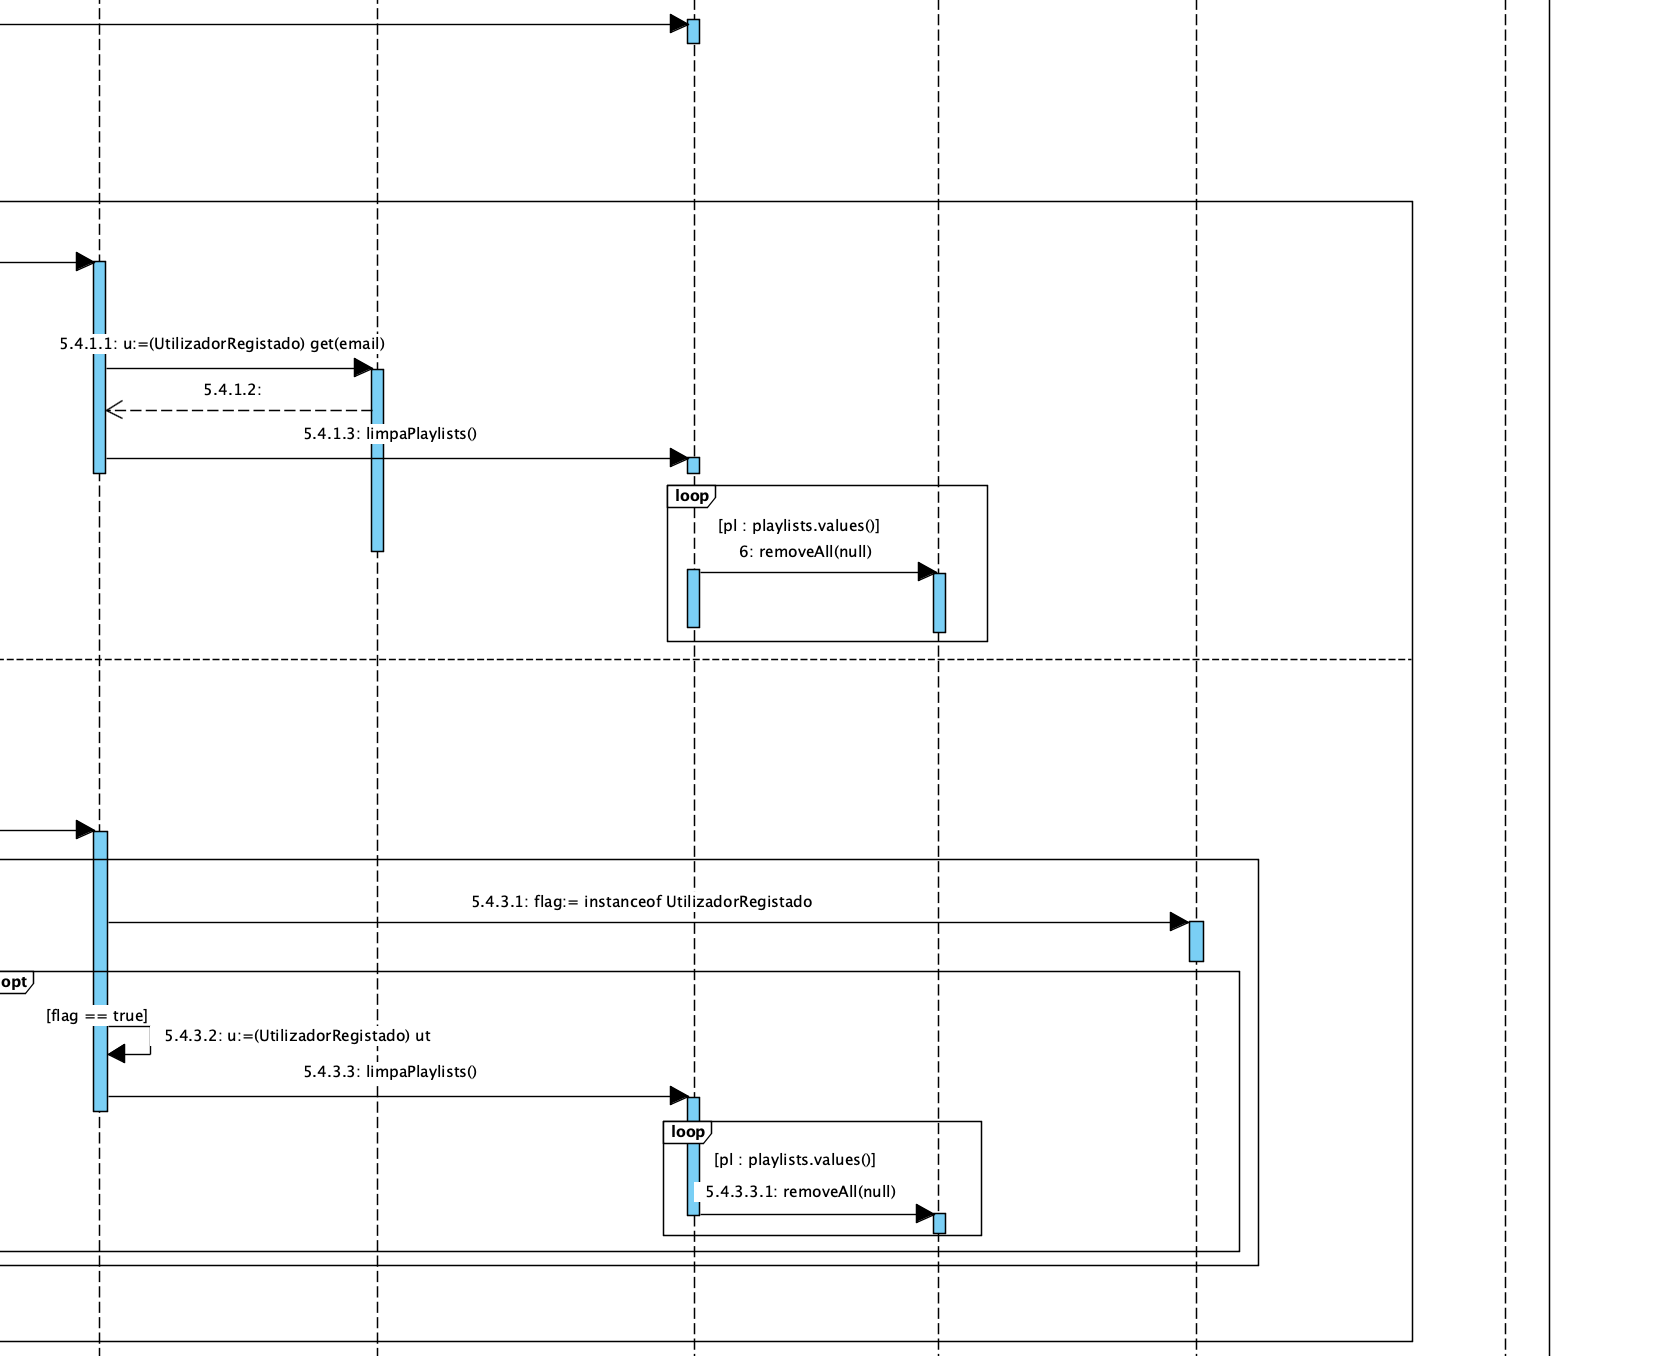 5.4.1.1: u:=(UtilizadorRegistado) get(email)
5.4.1.2:
5.4.1.3: limpaPlaylists()
loop
[pl : playlists.values()]
6: removeAll(null)
5.4.3.1: flag:= instanceof UtilizadorRegistado
opt
[flag == true]
5.4.3.2: u:=(UtilizadorRegistado) ut
5.4.3.3: limpaPlaylists()
loop
[pl : playlists.values()]
5.4.3.3.1: removeAll(null)